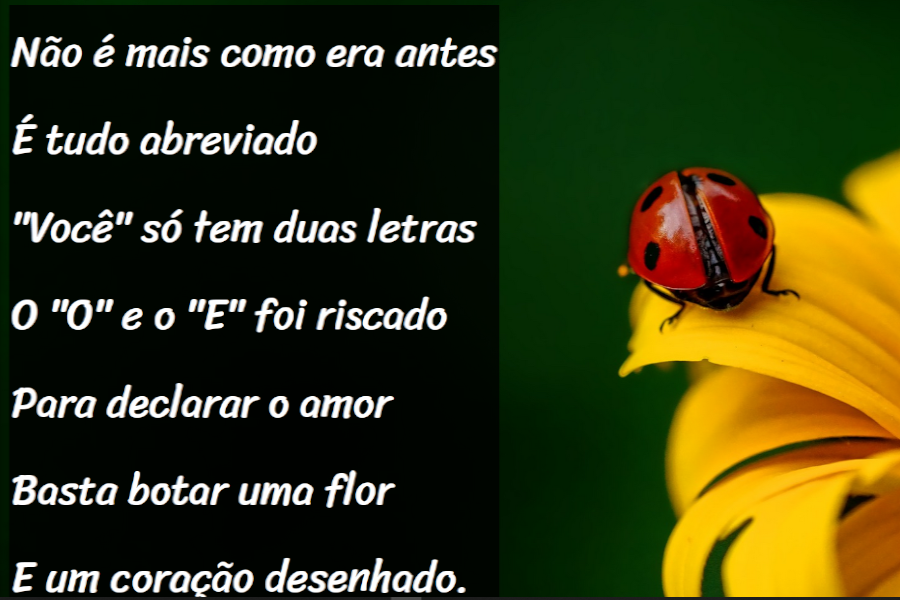 Não é mais como era antes
É tudo abreviado
"Você" só tem duas letras
O "O" e o "E" foi riscado
Para declarar o amor
Basta botar uma flor
E um coração desenhado.